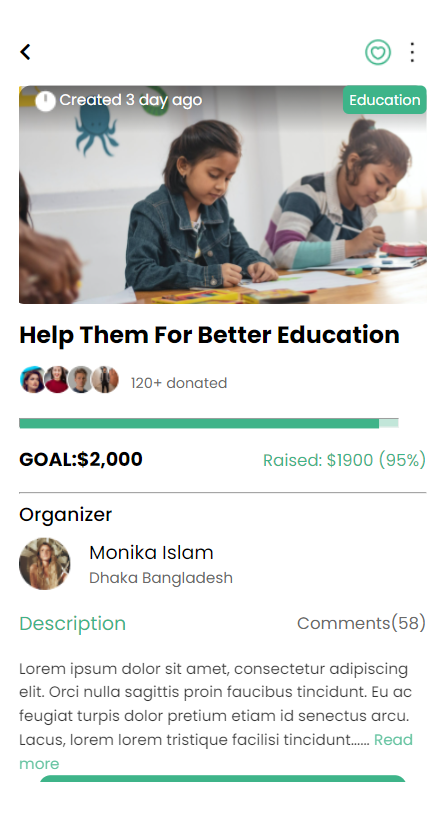 Created 3 day ago
Education
Help Them For Better Education
120+ donated
GOAL:$2,000
Raised: $1900 (95%)
Organizer
Monika Islam
Dhaka Bangladesh
Description
Comments(58)
Lorem ipsum dolor sit amet, consectetur adipiscing
elit. Orci nulla sagittis proin faucibus tincidunt. Eu ac
feugiat turpis dolor pretium etiam id senectus arcu.
Lacus, lorem lorem tristique facilisi tincidunt...... Read
more